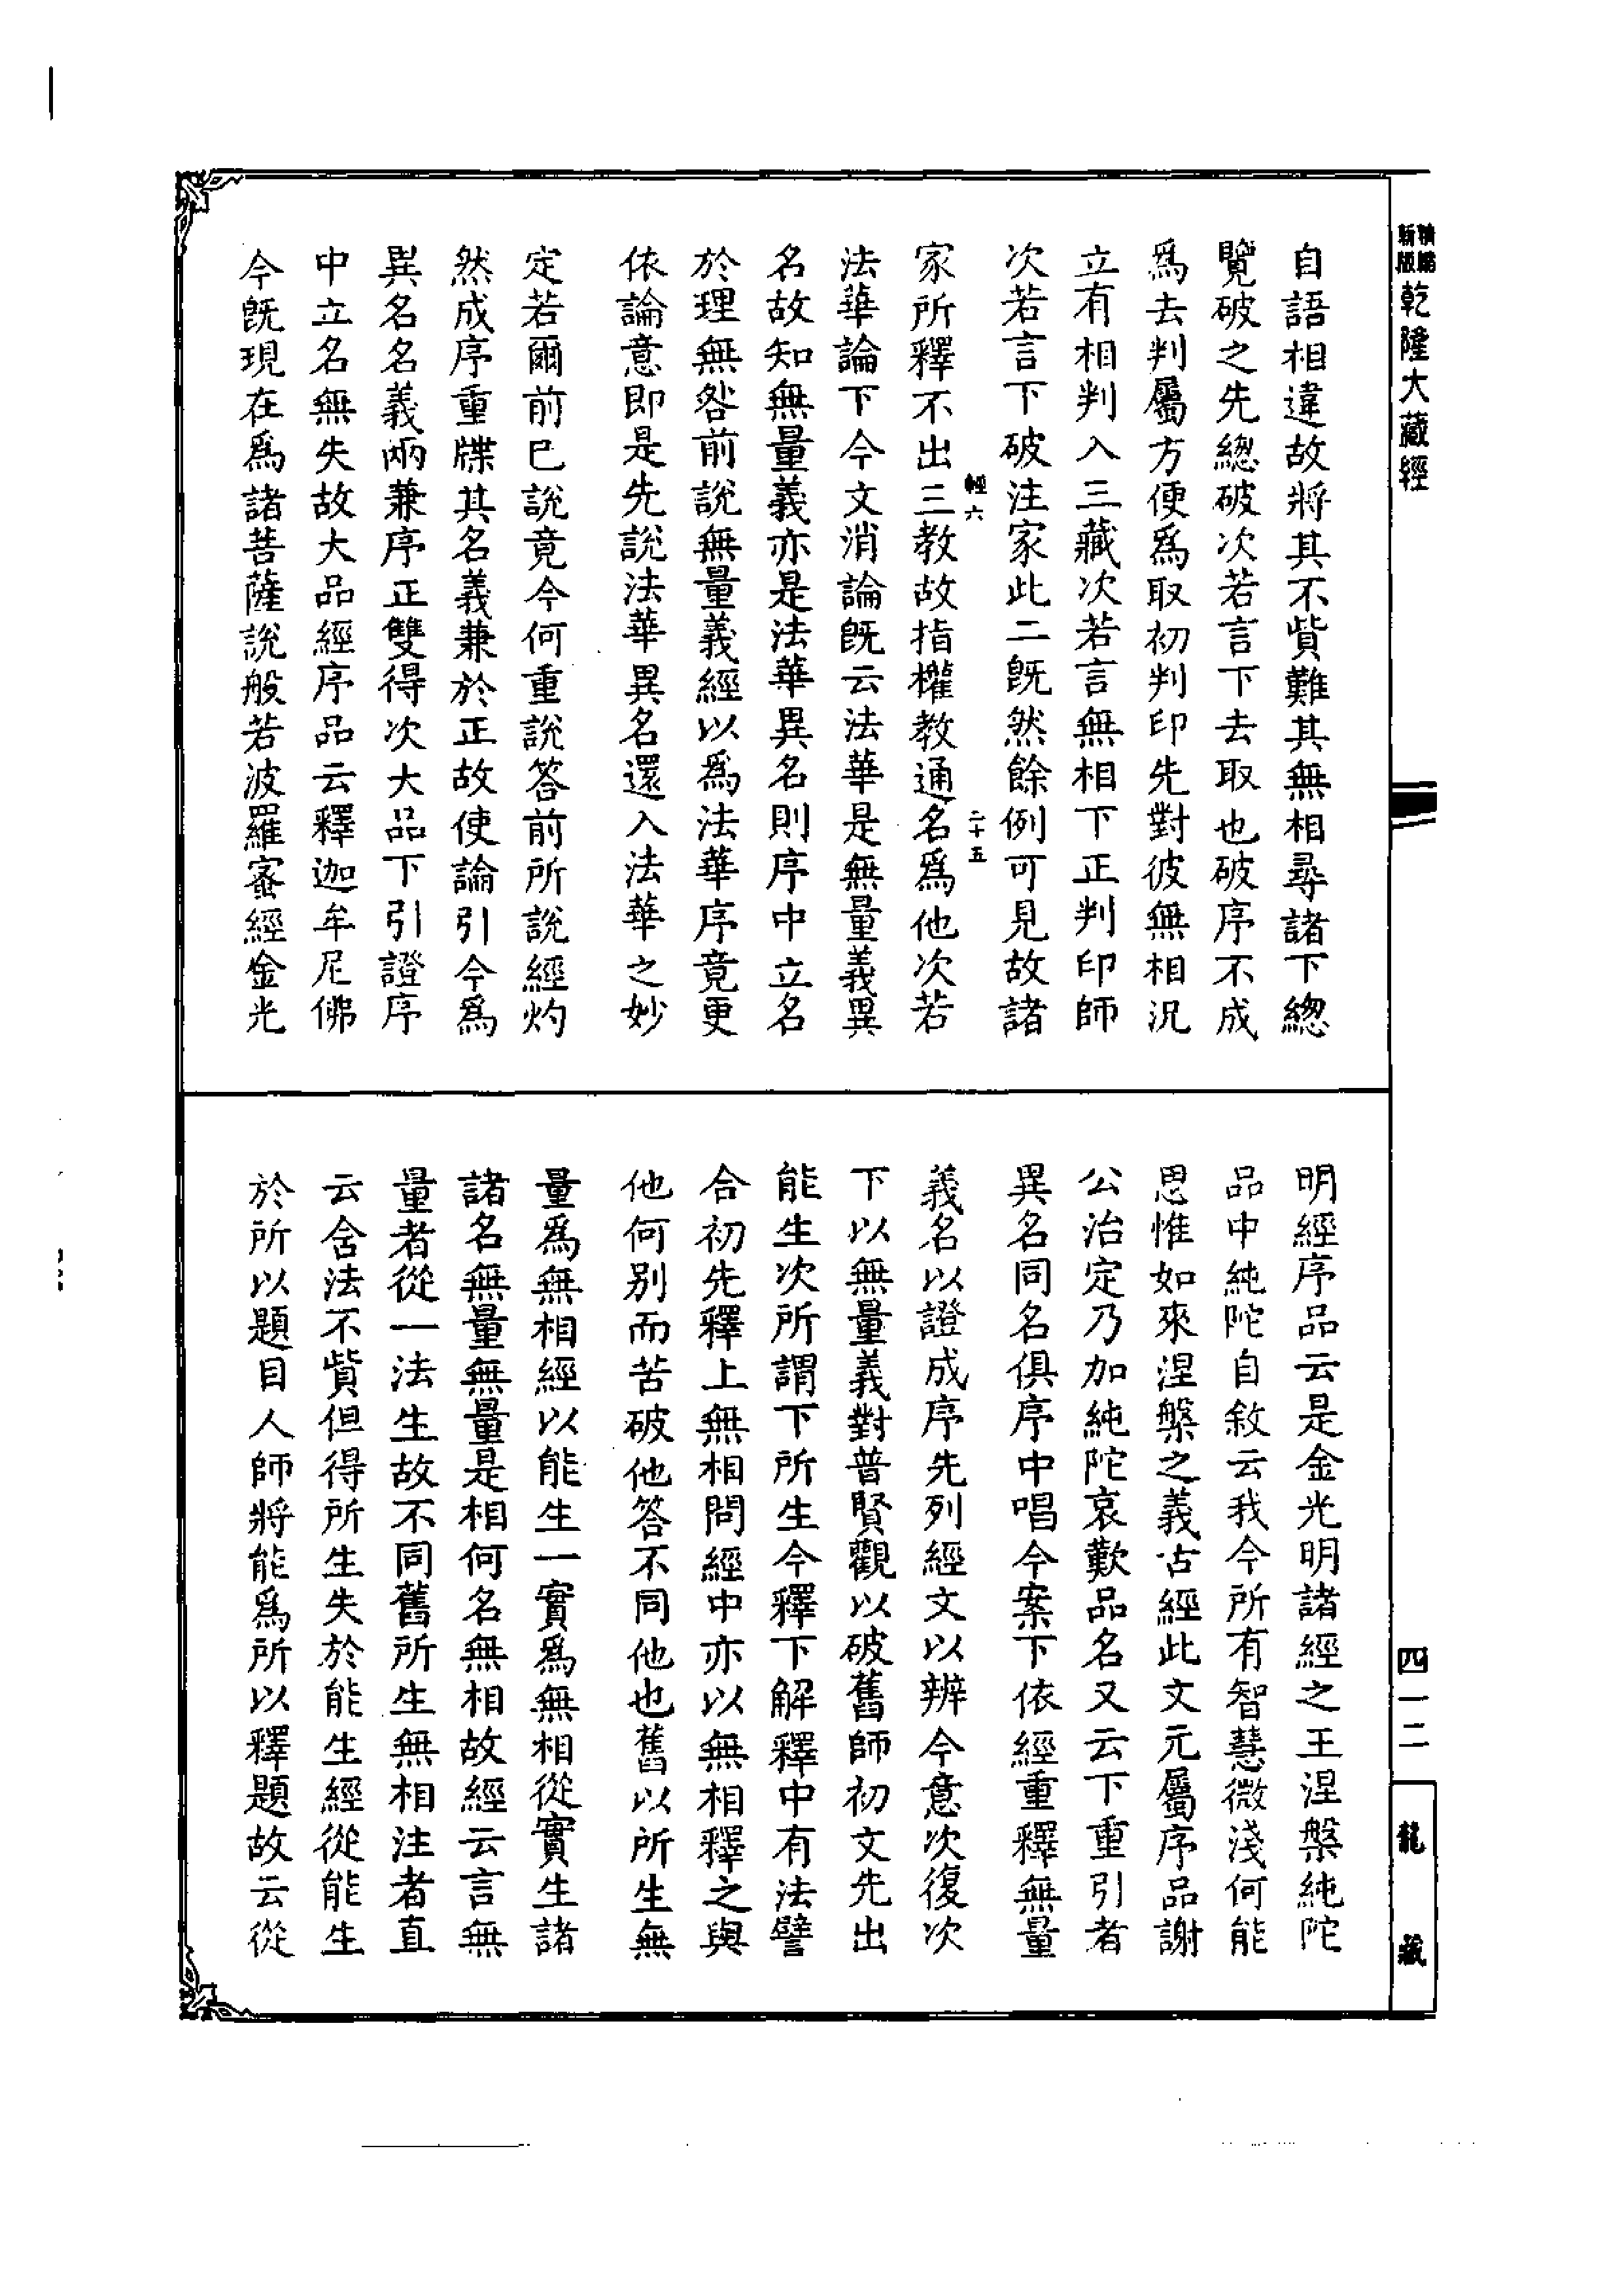 新版
精縮
乾隆大藏經
自語相違故將其不貲難其無相尋諸下總
覽破之先總破次若言下去取也破序不成
爲去判屬方便爲取初判印先對彼無相況
立有相判入三藏次若言無相下正判印師
次若言下破注家此二旣然餘例可見故諸
家所釋不出三教故指權教通名爲他次若
輕六
二十五
法華論下今文消論旣云法華是無量義異
名故知無量義亦是法華異名則序中立名
於理無咎前說無量義經以爲法華序竟更
依論意即是先說法華異名還入法華之妙
定若爾前已說竟今何重說答前所說經灼
然成序重牒其名義兼於正故使論引今爲
異名名義兩兼序正雙得次大品下引證序
中立名無失故大品經序品云釋迦牟尼佛
今旣現在爲諸菩薩說般若波羅蜜經金光
明經序品云是金光明諸經之王涅槃純陀
品中純陀自敘云我今所有智慧微淺何能
思惟如來涅槃之義古經此文元屬序品謝
公治定乃加純陀哀歎品名又云下重引者
異名同名俱序中唱今案下依經重釋無量
義名以證成序先列經文以辨今意次復次
下以無量義對普賢觀以破舊師初文先出
能生次所謂下所生今釋下解釋中有法譬
合初先釋上無相問經中亦以無相釋之與
他何別而苦破他答不同他也舊以所生無
量爲無相經以能生一實爲無相從實生諸
諸名無量無量是相何名無相故經云言無
量者從一法生故不同舊所生無相注者直
云含法不貲但得所生失於能生經從能生
於所以題目人師將能爲所以釋題故云從
四一二
龍藏